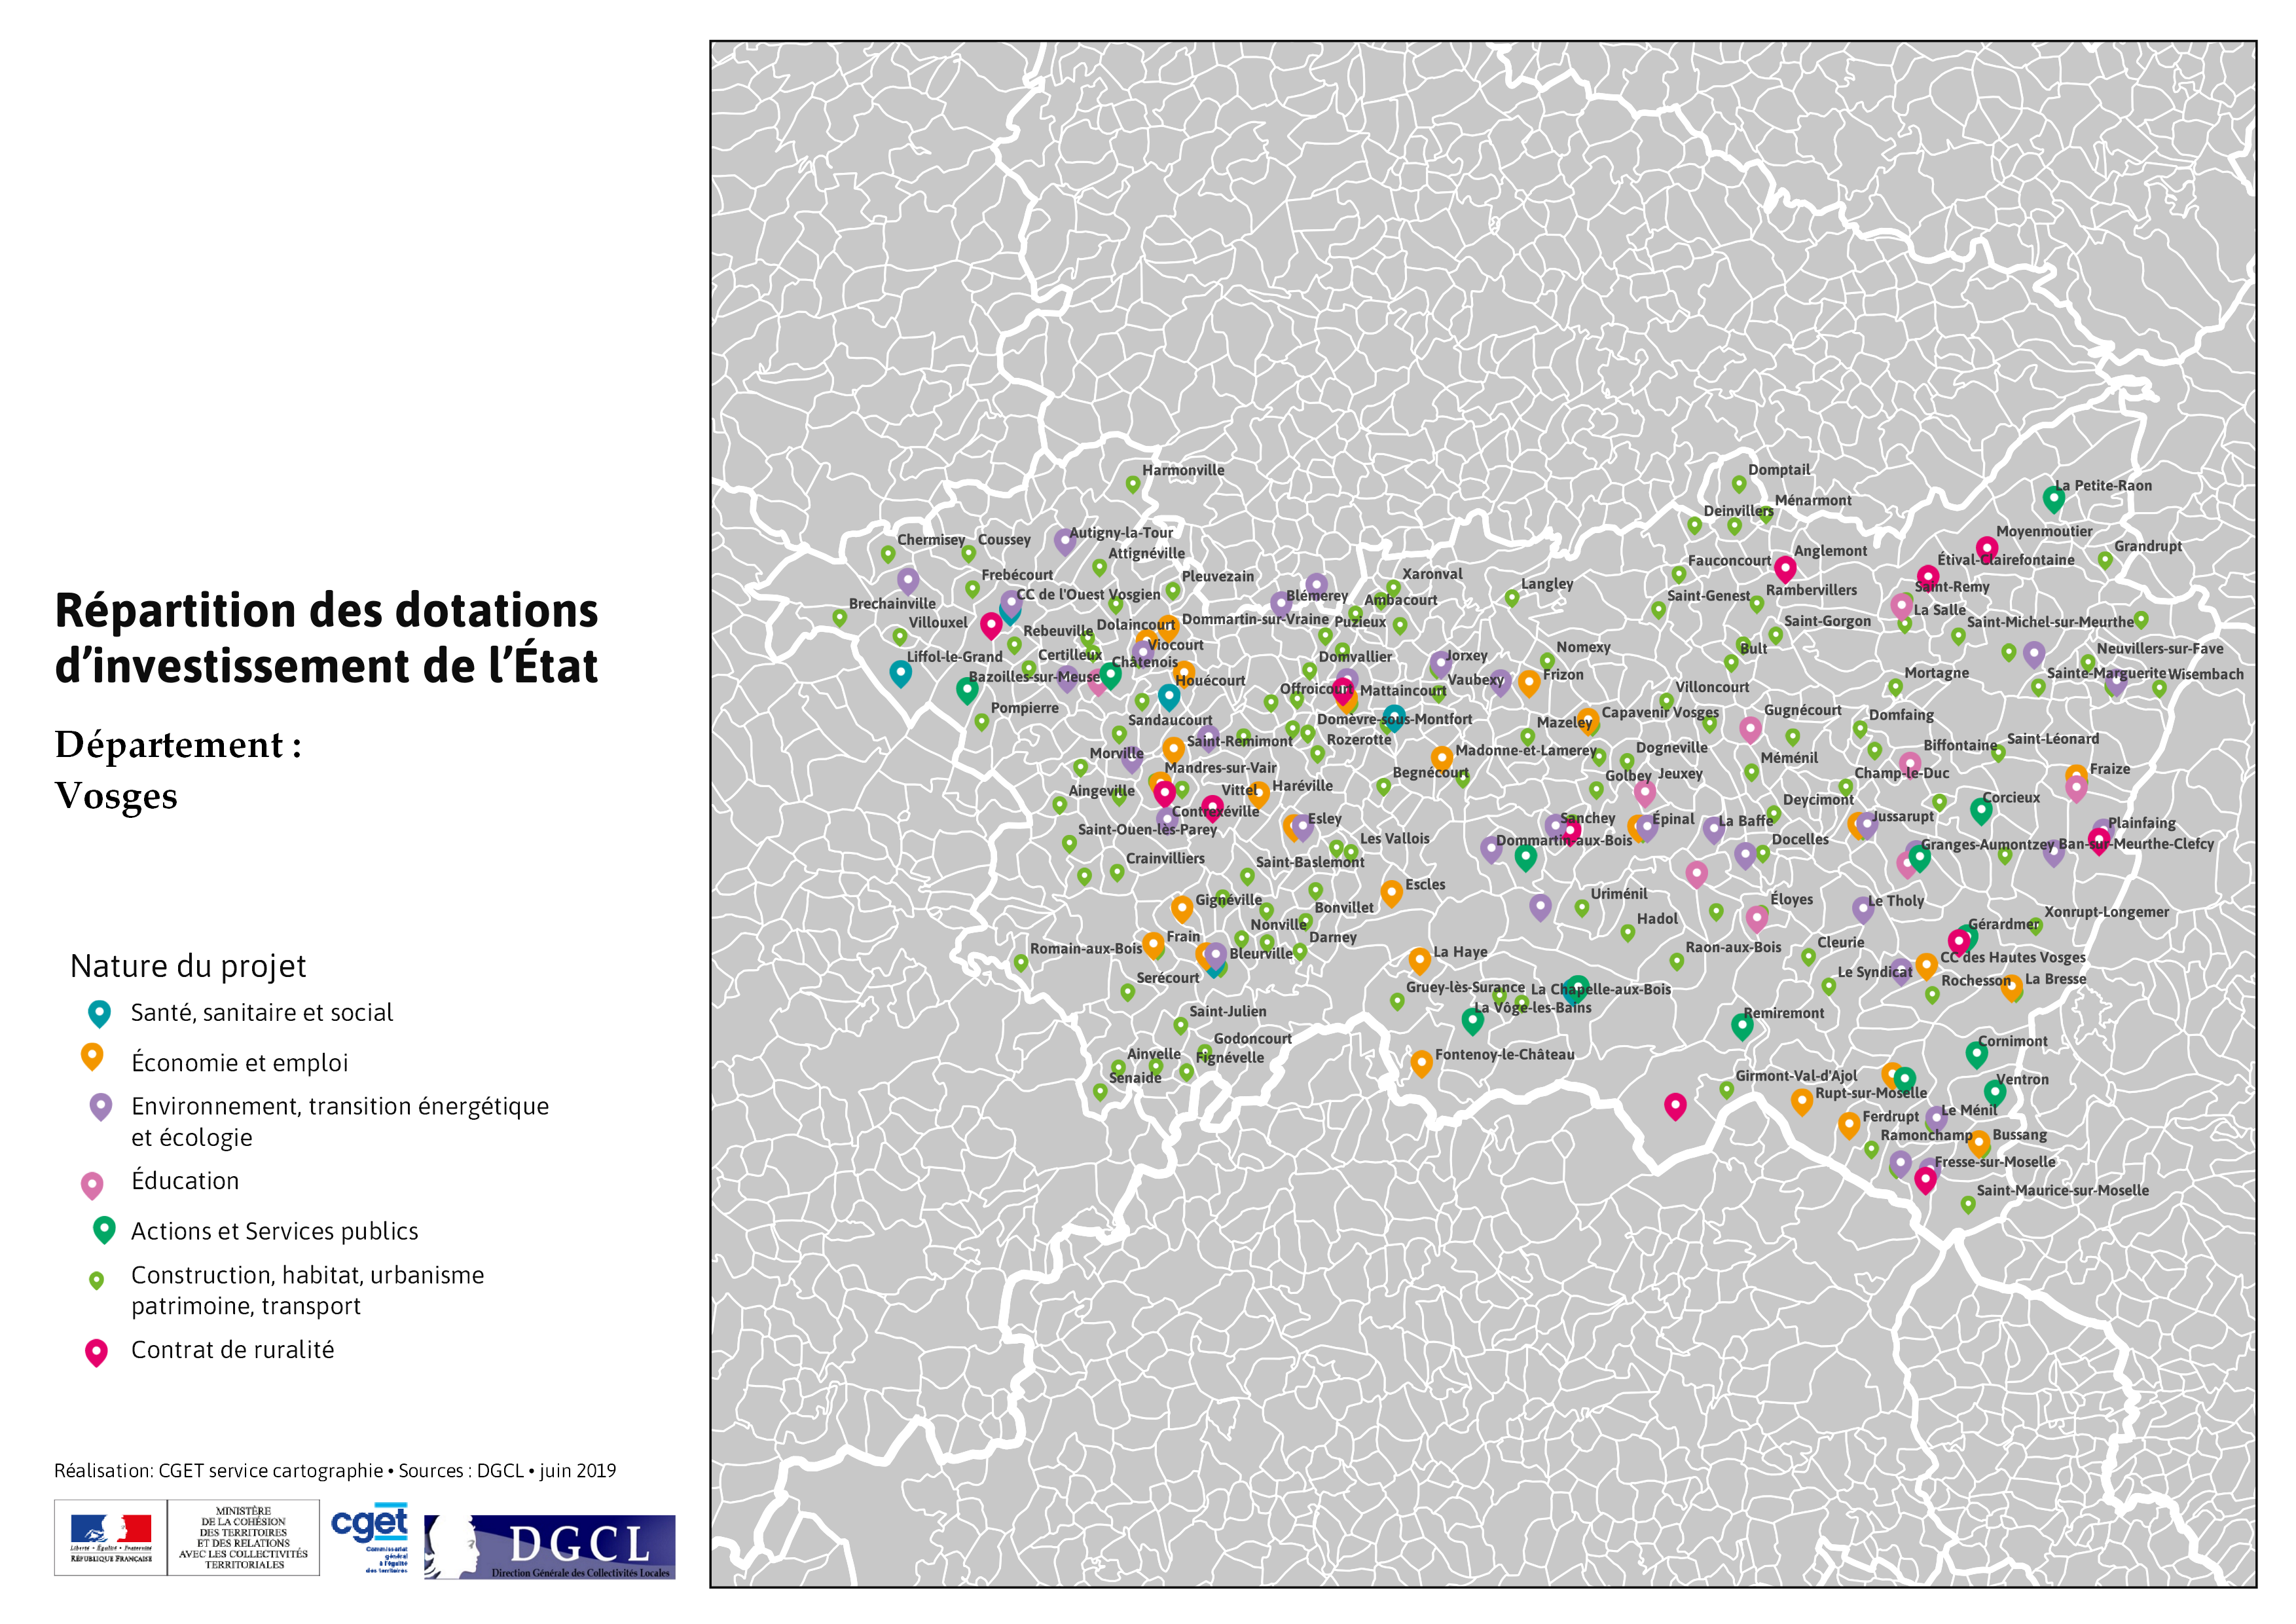 Répartition des dotations
d’investissement de l’État
Département :
Vosges
Nature du projet
Santé, sanitaire et social
Économie et emploi
Environnement, transition énergétique
et écologie
Éducation
Actions et Services publics
Construction, habitat, urbanisme
patrimoine, transport
Contrat de ruralité
Réalisation: CGET service cartographie • Sources : DGCL • juin 2019
Liberté • Égalité • Fraternité
RÉPUBLIQUE FRANÇAISE
MINISTÈRE
DE LA COHÉSION
DES TERRITOIRES
ET DES RELATIONS
AVEC LES COLLECTIVITÉS
TERRITORIALES
cget
Commissariat
général
à l'égalité
des territoires
DGCL
Direction Générale des Collectivités Locales
Harmonville
Domptail
La Petite-Raon
Ménarmont
Deinvillers
Autigny-la-Tour
Moyenmoutier
Chermisey
Coussey
Attignéville
Grandrupt
Anglemont
Étival-Clairefontaine
Fauconcourt
Frebécourt
Pleuvezain
Xaronval
Langley
Saint-Remy
Rambervillers
CC de l'Ouest Vosgien
Blémerey
Ambacourt
Saint-Genest
Brechainville
La Salle
Villouxel
Rebeuville
Dolaincourt
Dommartin-sur-Vraine
Puzieux
Saint-Gorgon
Saint-Michel-sur-Meurthe
Viocourt
Nomexy
Bult
Neuvillers-sur-Fave
Liffol-le-Grand
Certilleux
Châtenois
Domvallier
Jorxey
Bazoilles-sur-Meuse
Houécourt
Vaubexy
Frizon
Mortagne
Sainte-Marguerite
Wisembach
Offroicourt
Mattaincourt
Villoncourt
Pompierre
Sandaucourt
Domèvre-sous-Montfort
Mazeley
Capavenir Vosges
Gugnécourt
Domfaing
Saint-Remimont
Rozerotte
Madonne-et-Lamerey
Dogneville
Biffontaine
Saint-Léonard
Morville
Méménil
Mandres-sur-Vair
Begnécourt
Golbey
Jeuxey
Champ-le-Duc
Fraize
Aingeville
Vittel
Haréville
Deycimont
Corcieux
Contrexéville
Esley
Sanchey
Épinal
La Baffe
Jussarupt
Plainfaing
Saint-Ouen-lès-Parey
Les Vallois
Dommartin-aux-Bois
Docelles
Granges-Aumontzey
Ban-sur-Meurthe-Clefcy
Crainvilliers
Saint-Baslemont
Escles
Uriménil
Éloyes
Le Tholy
Gignéville
Bonvillet
Hadol
Xonrupt-Longemer
Nonville
Gérardmer
Romain-aux-Bois
Frain
Darney
Raon-aux-Bois
Cleurie
Bleurville
La Haye
CC des Hautes Vosges
Serécourt
Le Syndicat
Rochesson
La Bresse
Gruey-lès-Surance
La Chapelle-aux-Bois
La Vôge-les-Bains
Saint-Julien
Remiremont
Godoncourt
Cornimont
Ainvelle
Fignévelle
Fontenoy-le-Château
Senaide
Girmont-Val-d'Ajol
Ventron
Rupt-sur-Moselle
Ferdrupt
Le Ménil
Ramonchamp
Bussang
Fresse-sur-Moselle
Saint-Maurice-sur-Moselle